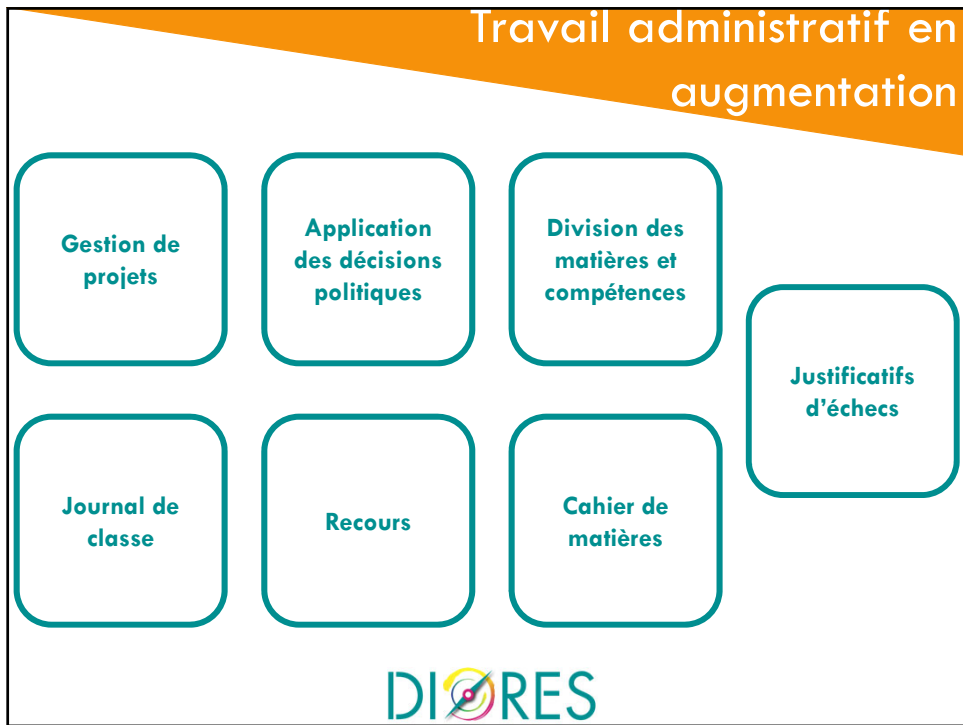 Travail administratif en
augmentation
Gestion de
projets
Application
des décisions
politiques
Division des
matières et
compétences
Justificatifs
d'échecs
Journal de
classe
Recours
Cahier de
matières
DIORES